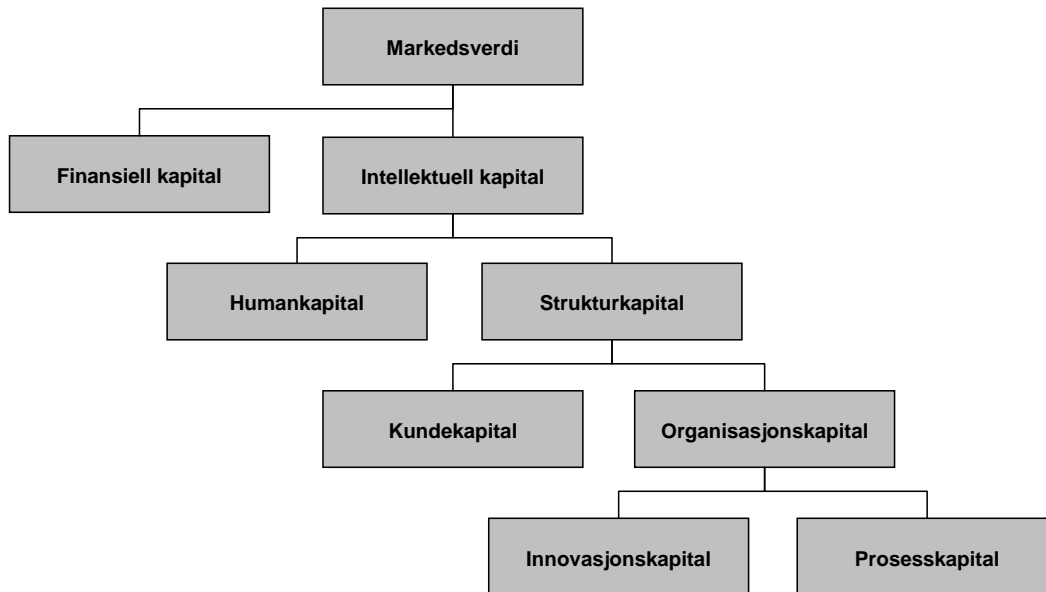 Markedsverdi
Finansiell kapital
Intellektuell kapital
Humankapital
Strukturkapital
Kundekapital
Organisasjonskapital
Innovasjonskapital
Prosesskapital